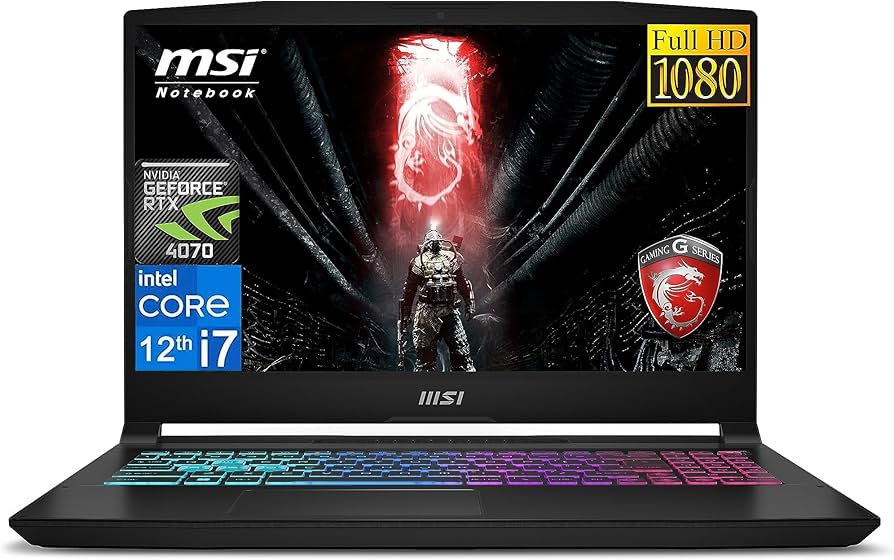 msi
Notebook
Full HD
1080
NVIDIA
GEFORCE
RTX
4070
intel
CORE
12th i7
GAMING G SERIES
msi